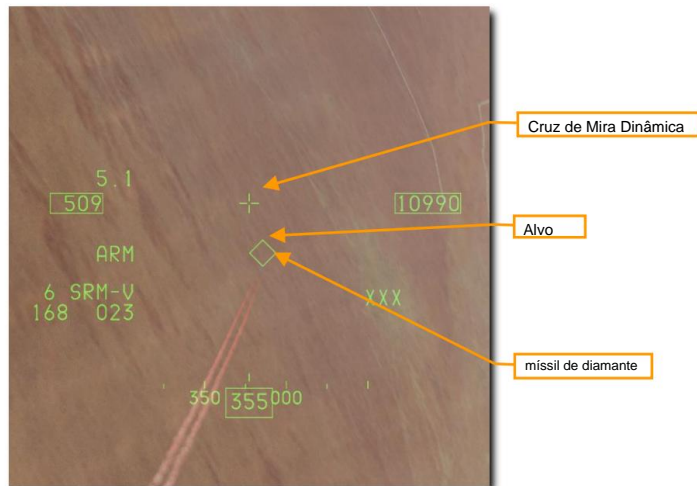 Cruz de Mira Dinâmica
5.1
509
10990
Alvo
ARM
6 SRM-V
XXX
168 023
míssil de diamante
350 355 000